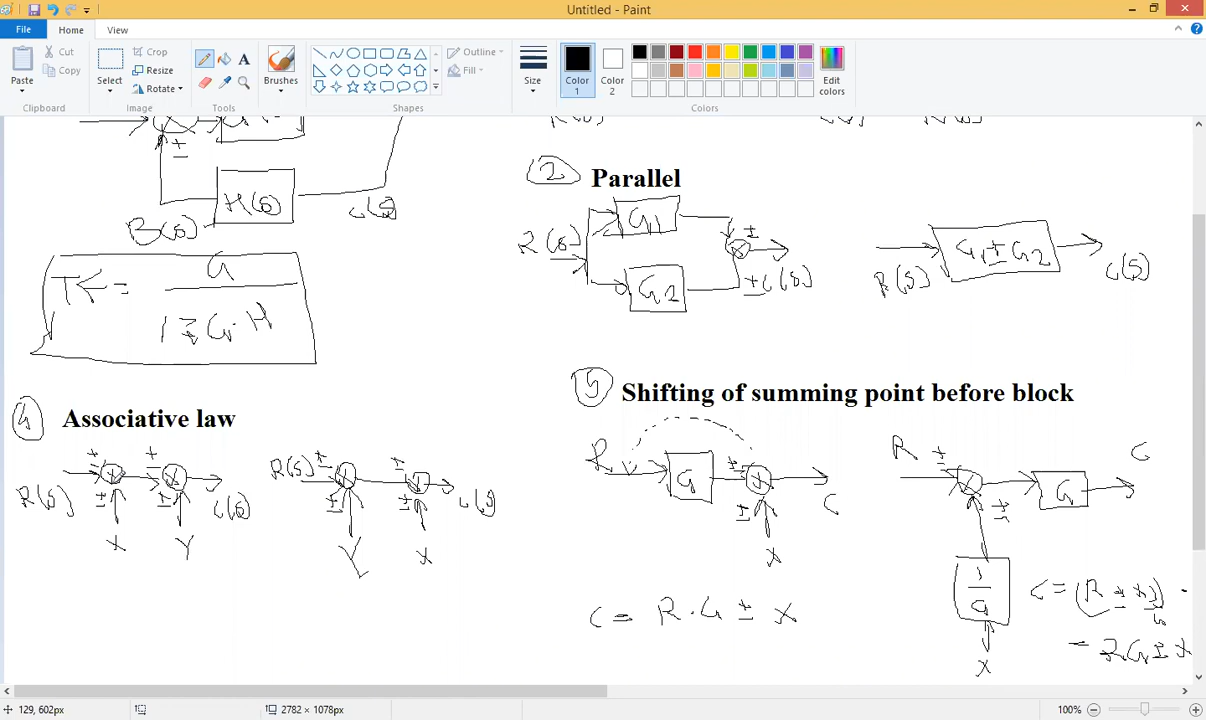 Untitled - Paint
File
Home
View
Paste
Cut
Copy
Clipboard
Select
Crop
Resize
Rotate
Image
Tools
Brushes
Shapes
Outline
Fill
Size
Color 1
Color 2
Edit colors
Colors
H(S)
B(S)
C(S)
TF = G / 1 ∓ G·H
2 Parallel
R(S)
G1
G2
±
± C(S)
R(S)
G1 ± G2
C(S)
4 Associative law
R(S) ± ± ± ± C(S)
X Y
R(S) ± ± ± ± C(S)
Y X
5 Shifting of summing point before block
R G ± ± C
X
C = R·G ± X
R ± ± G C
1/G
X
= RG ± X
129, 602px
2782 × 1078px
100%